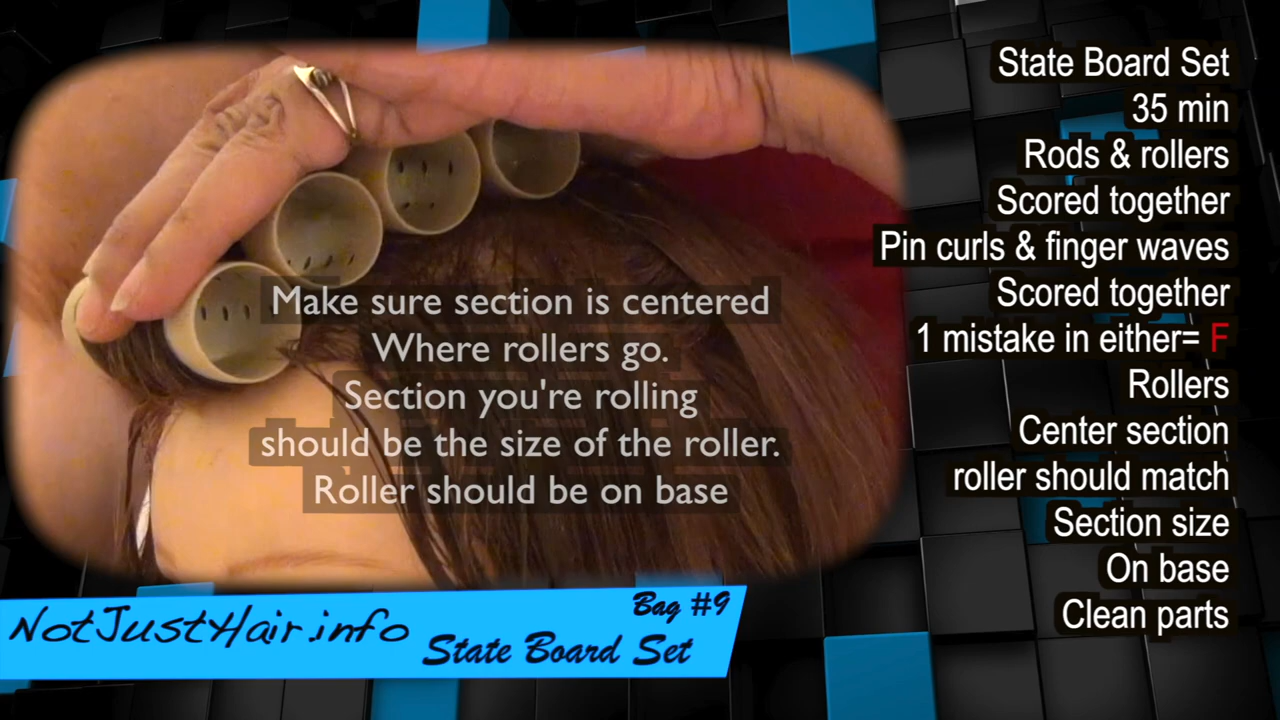 Make sure section is centered
Where rollers go.
Section you're rolling
should be the size of the roller.
Roller should be on base
State Board Set
35 min
Rods & rollers
Scored together
Pin curls & finger waves
Scored together
1 mistake in either= F
Rollers
Center section
roller should match
Section size
On base
Clean parts
NotJustHair.info
Bag #9
State Board Set